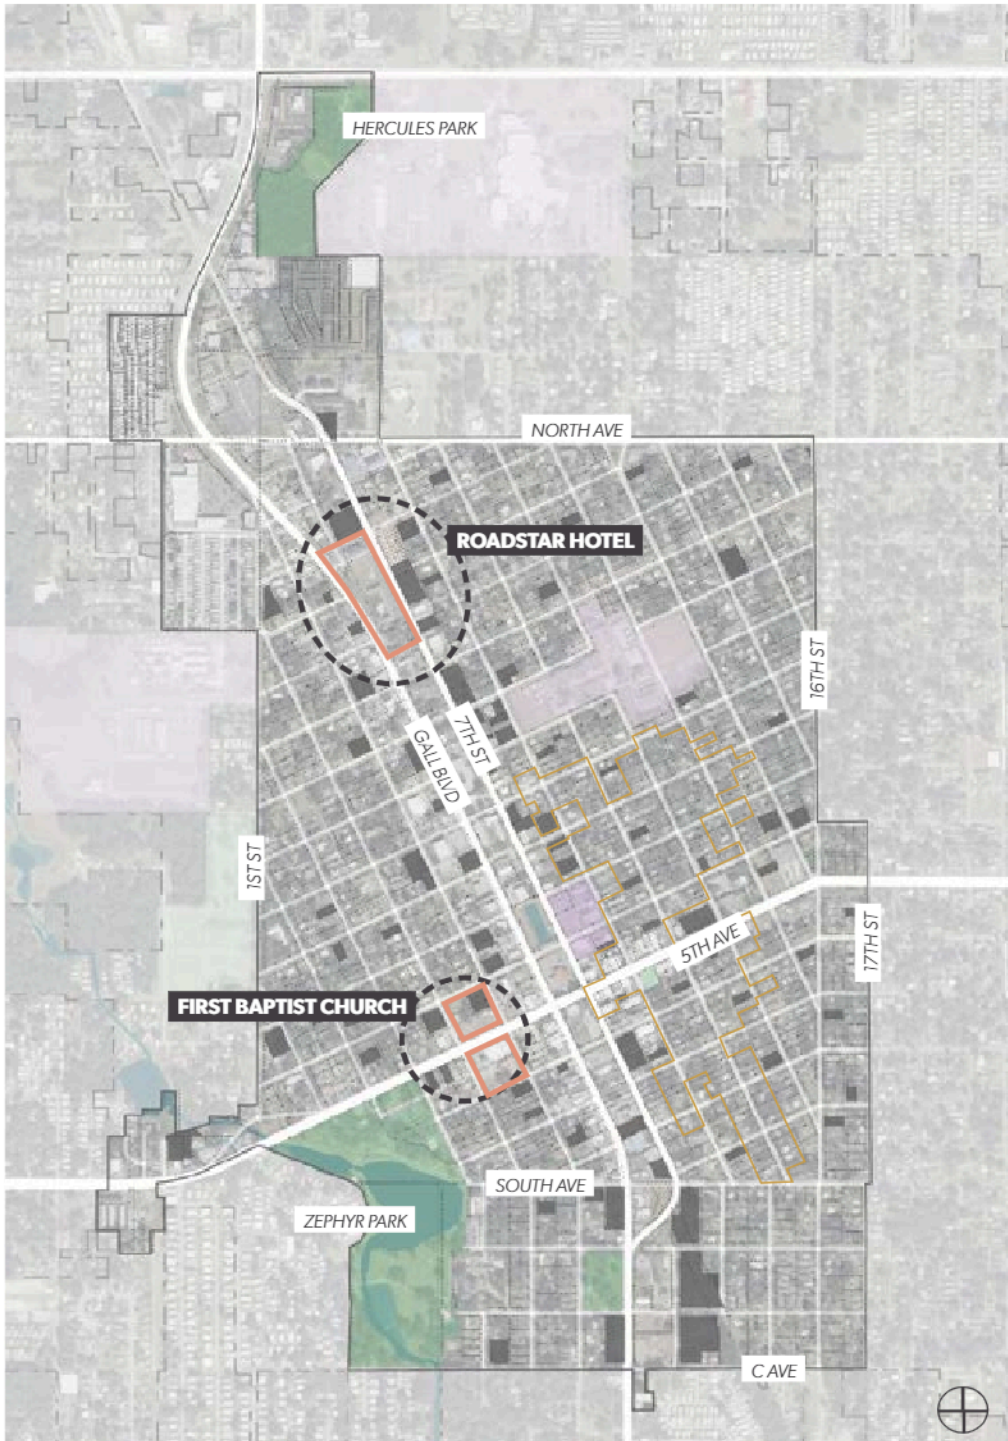 HERCULES PARK
NORTH AVE
ROADSTAR HOTEL
16TH ST
7TH ST
GALL BLVD
1ST ST
5TH AVE
17TH ST
FIRST BAPTIST CHURCH
SOUTH AVE
ZEPHYR PARK
C AVE